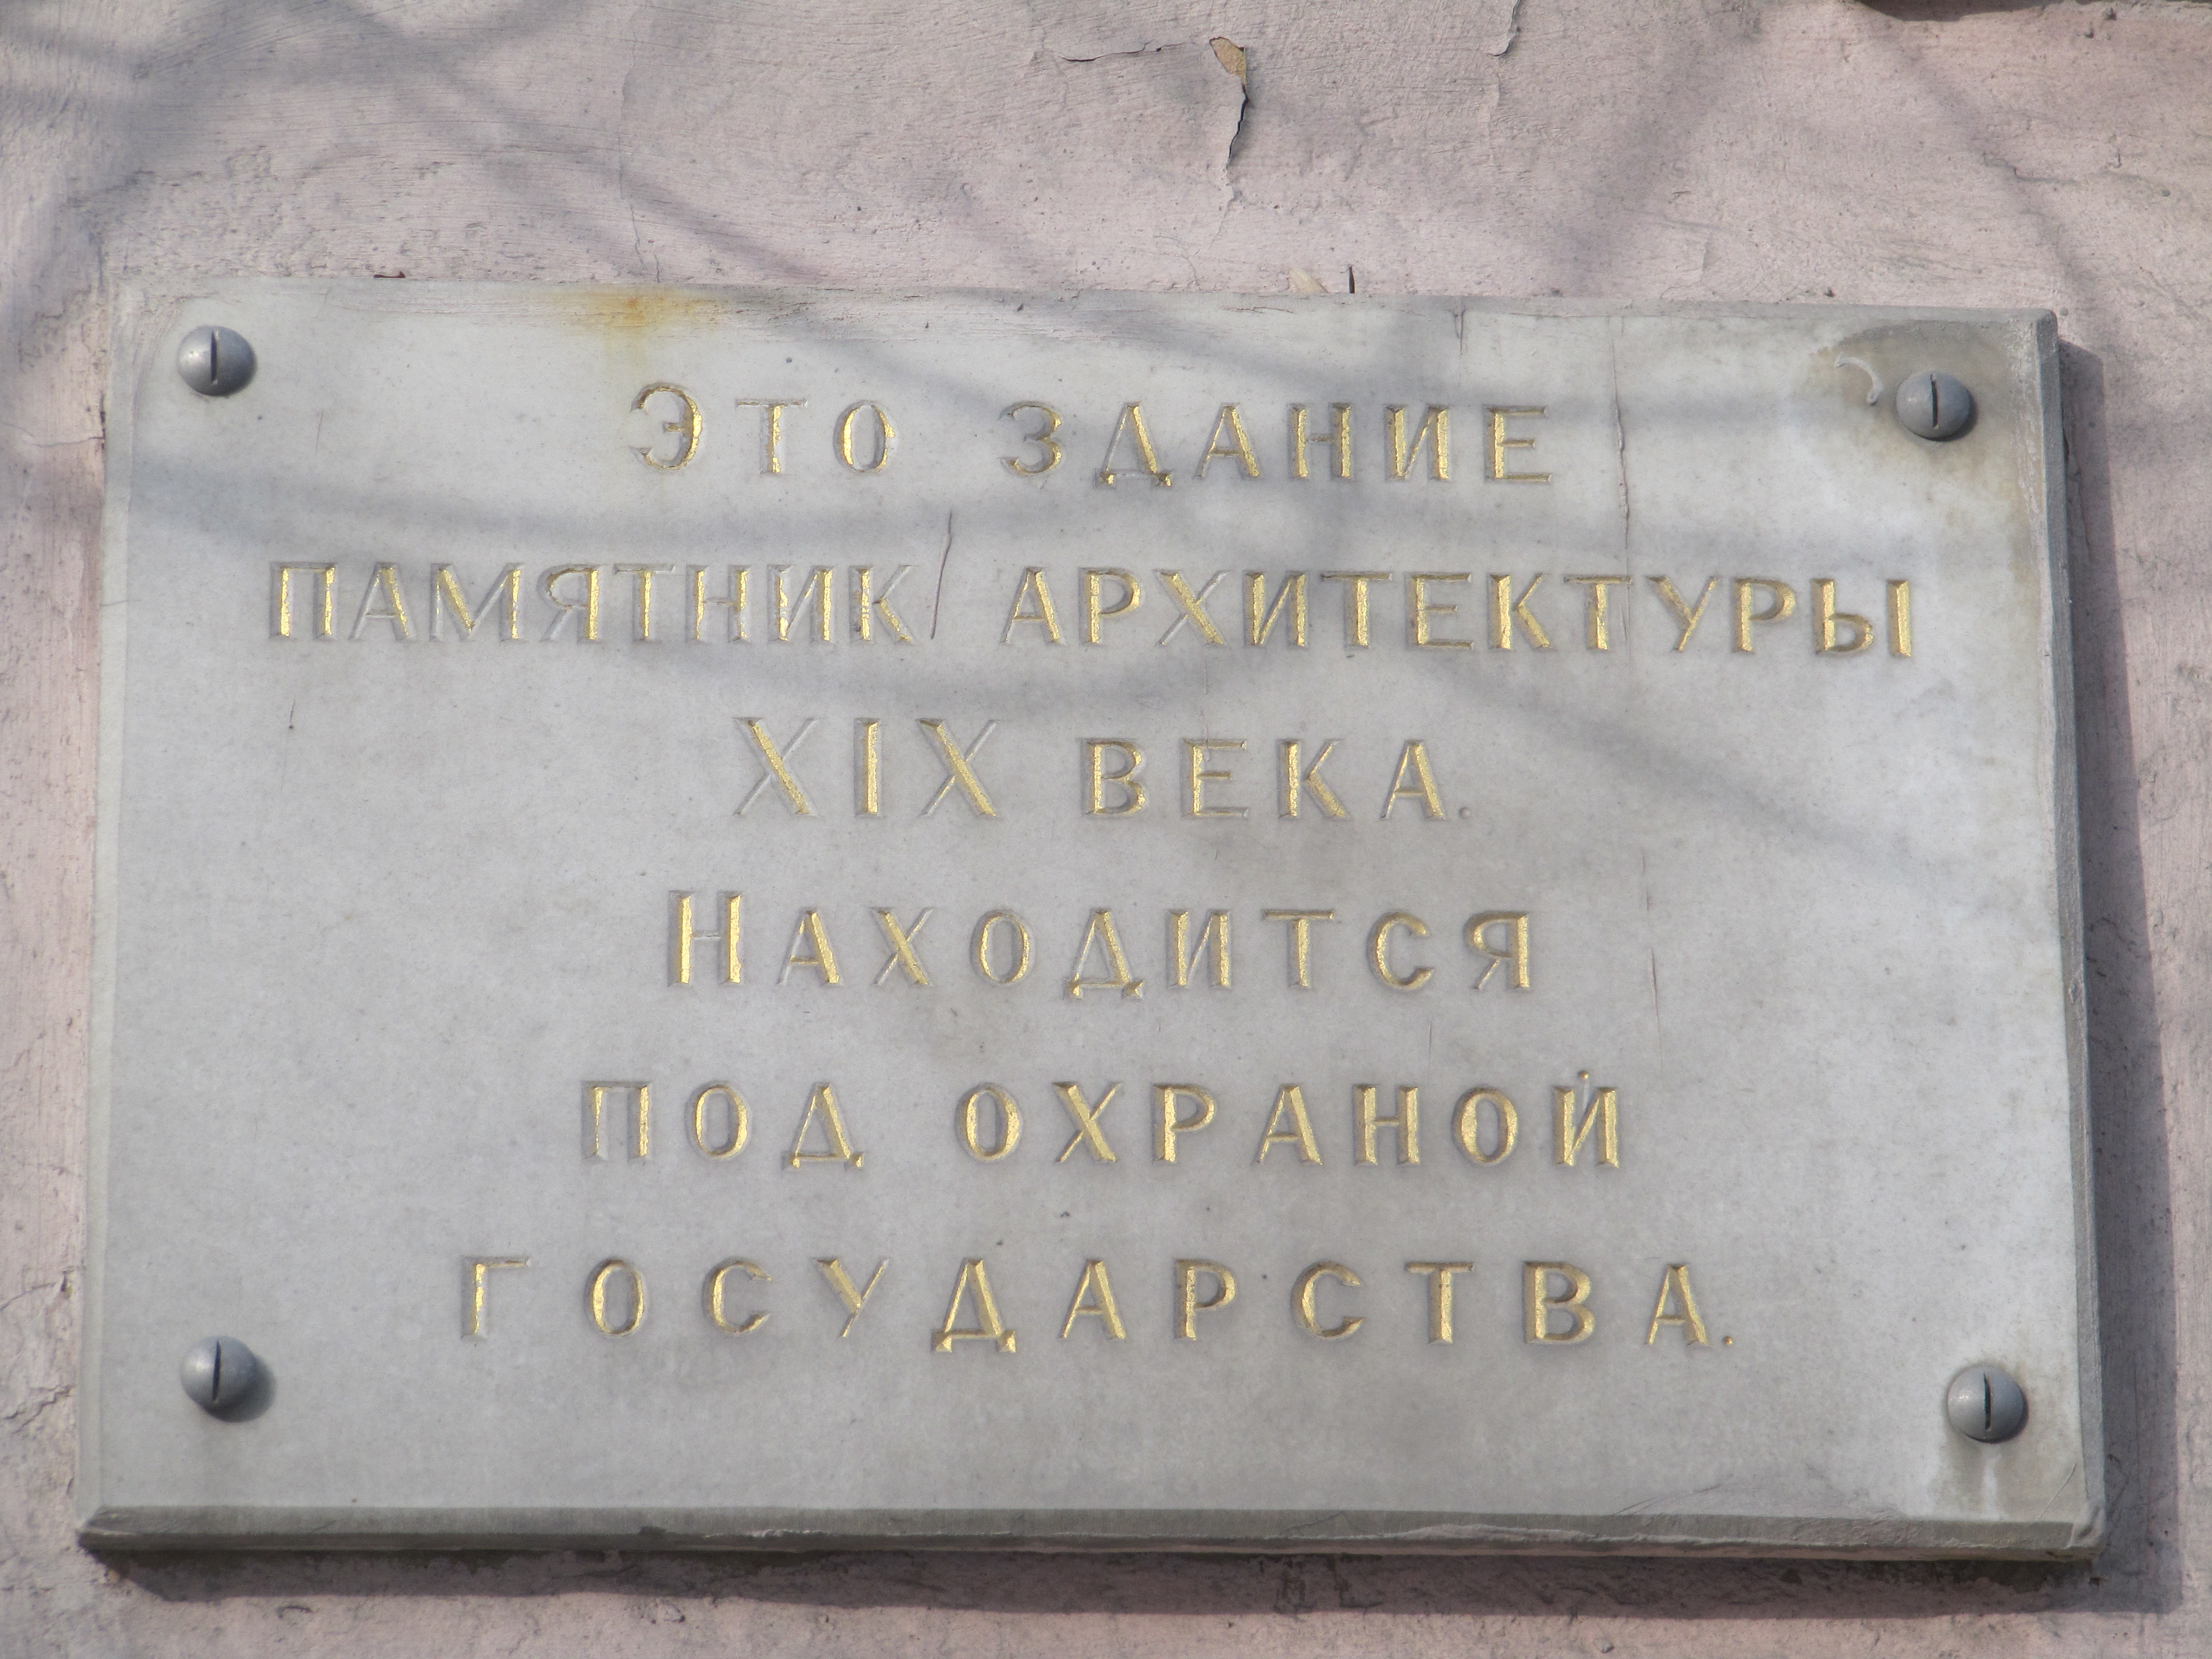 Это здание
памятник архитектуры
XIX века.
Находится
под охраной
государства.